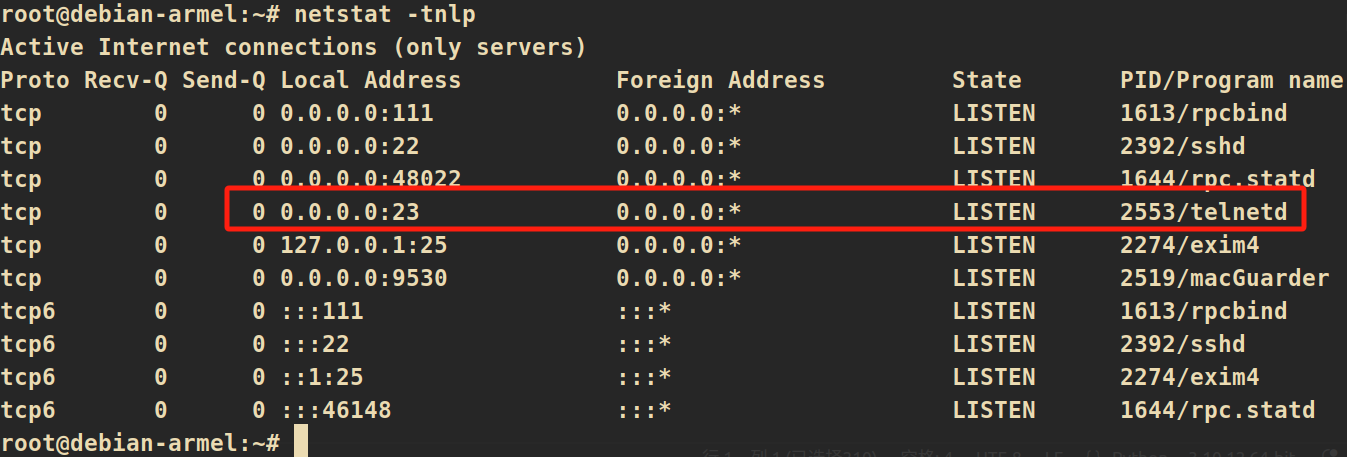 root@debian-armel:~# netstat -tnlp
Active Internet connections (only servers)
Proto Recv-Q Send-Q Local Address           Foreign Address         State       PID/Program name
tcp        0      0 0.0.0.0:111             0.0.0.0:*               LISTEN      1613/rpcbind
tcp        0      0 0.0.0.0:22              0.0.0.0:*               LISTEN      2392/sshd
tcp        0      0 0.0.0.0:48022           0.0.0.0:*               LISTEN      1644/rpc.statd
tcp        0      0 0.0.0.0:23              0.0.0.0:*               LISTEN      2553/telnetd
tcp        0      0 127.0.0.1:25            0.0.0.0:*               LISTEN      2274/exim4
tcp        0      0 0.0.0.0:9530            0.0.0.0:*               LISTEN      2519/macGuarder
tcp6       0      0 :::111                  :::*                    LISTEN      1613/rpcbind
tcp6       0      0 :::22                   :::*                    LISTEN      2392/sshd
tcp6       0      0 ::1:25                  :::*                    LISTEN      2274/exim4
tcp6       0      0 :::46148                :::*                    LISTEN      1644/rpc.statd
root@debian-armel:~#